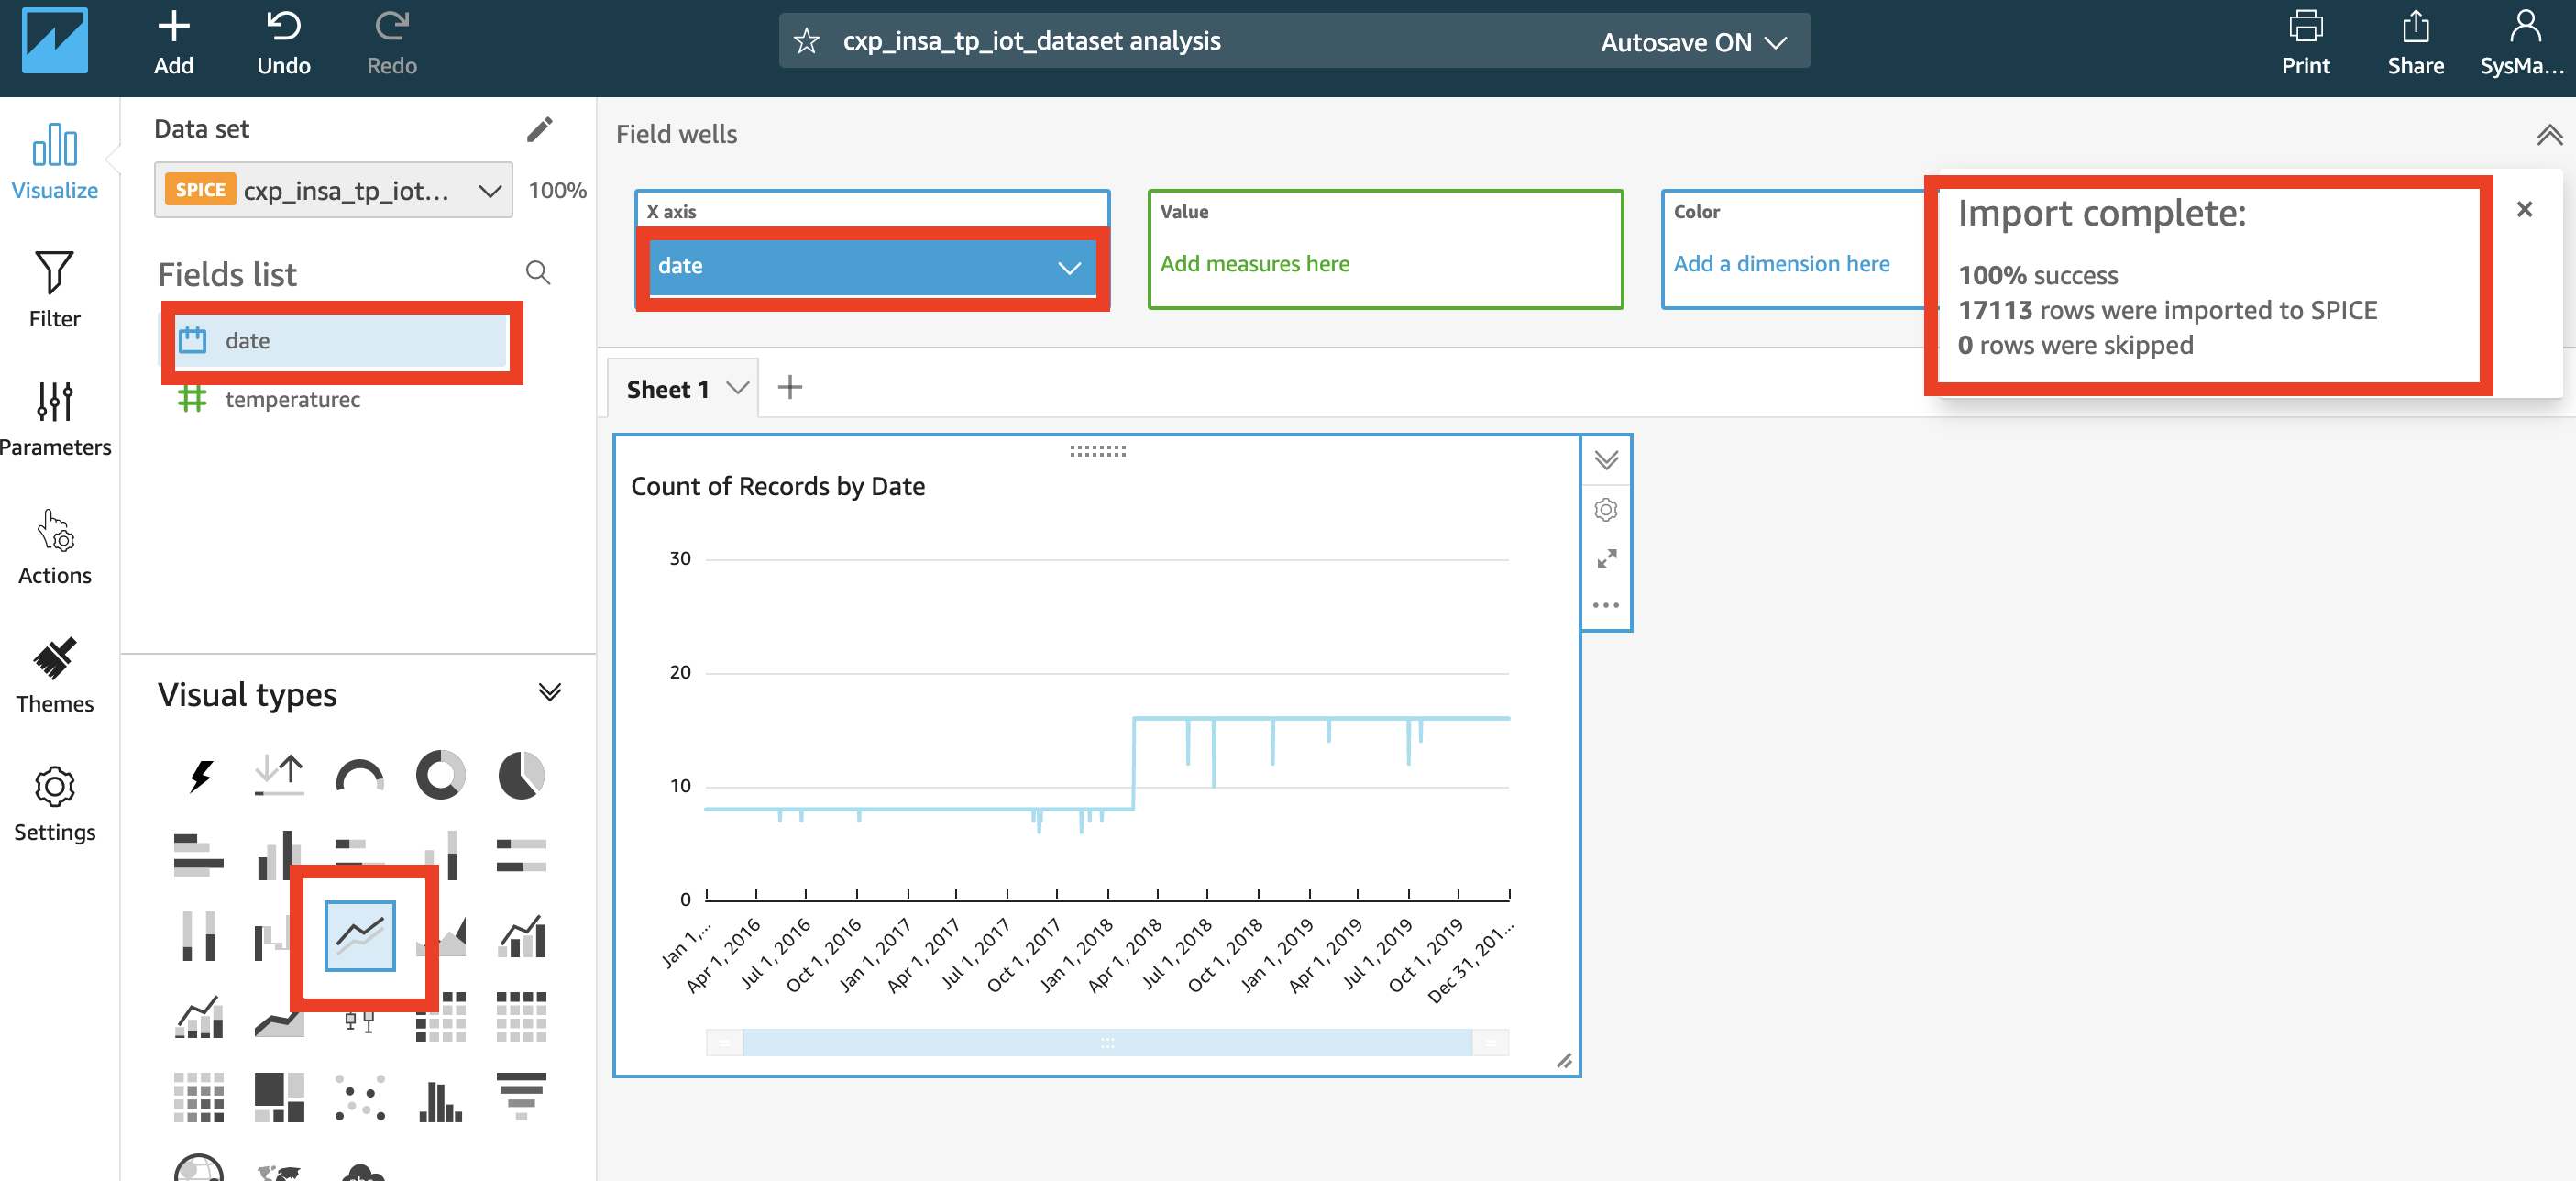 Add
Undo
Redo
cxp_insa_tp_iot_dataset analysis
Autosave ON
Print
Share
SysMa...
Visualize
Filter
Parameters
Actions
Themes
Settings
Data set
SPICE cxp_insa_tp_iot... 100%
Fields list
date
temperaturec
Visual types
Field wells
X axis
date
Value
Add measures here
Color
Add a dimension here
Import complete:
100% success
17113 rows were imported to SPICE
0 rows were skipped
Sheet 1
Count of Records by Date
30
20
10
0
Jan 1,...
Apr 1, 2016
Jul 1, 2016
Oct 1, 2016
Jan 1, 2017
Apr 1, 2017
Jul 1, 2017
Oct 1, 2017
Jan 1, 2018
Apr 1, 2018
Jul 1, 2018
Oct 1, 2018
Jan 1, 2019
Apr 1, 2019
Jul 1, 2019
Oct 1, 2019
Dec 31, 201...